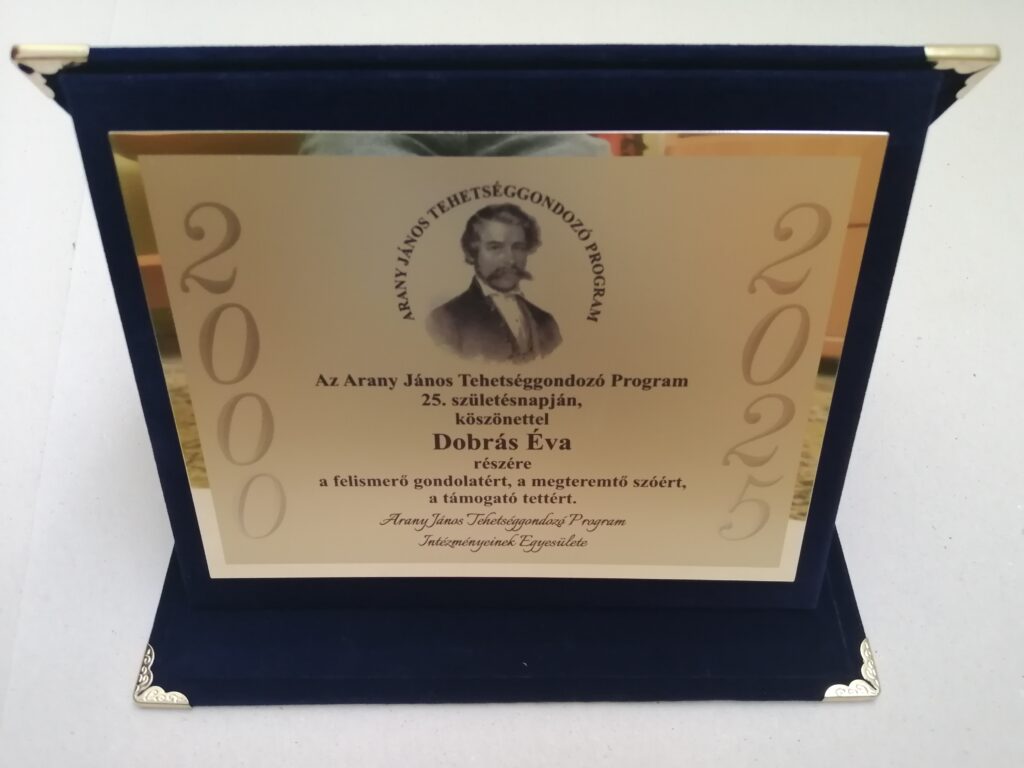 ARANY JÁNOS TEHETSÉGGONDOZÓ PROGRAM
2000
2025
Az Arany János Tehetséggondozó Program
25. születésnapján,
köszönettel
Dobrás Éva
részére
a felismerő gondolatért, a megteremtő szóért,
a támogató tettért.
Arany János Tehetséggondozó Program
Intézményeinek Egyesülete